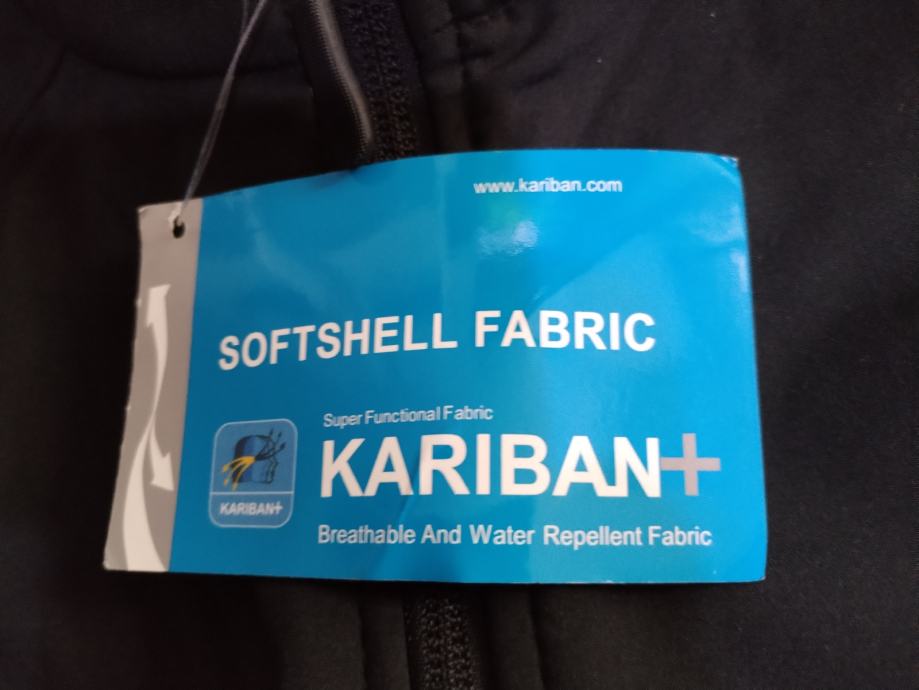 www.kariban.com
SOFTSHELL FABRIC
Super Functional Fabric
KARIBAN+
KARIBAN+
Breathable And Water Repellent Fabric